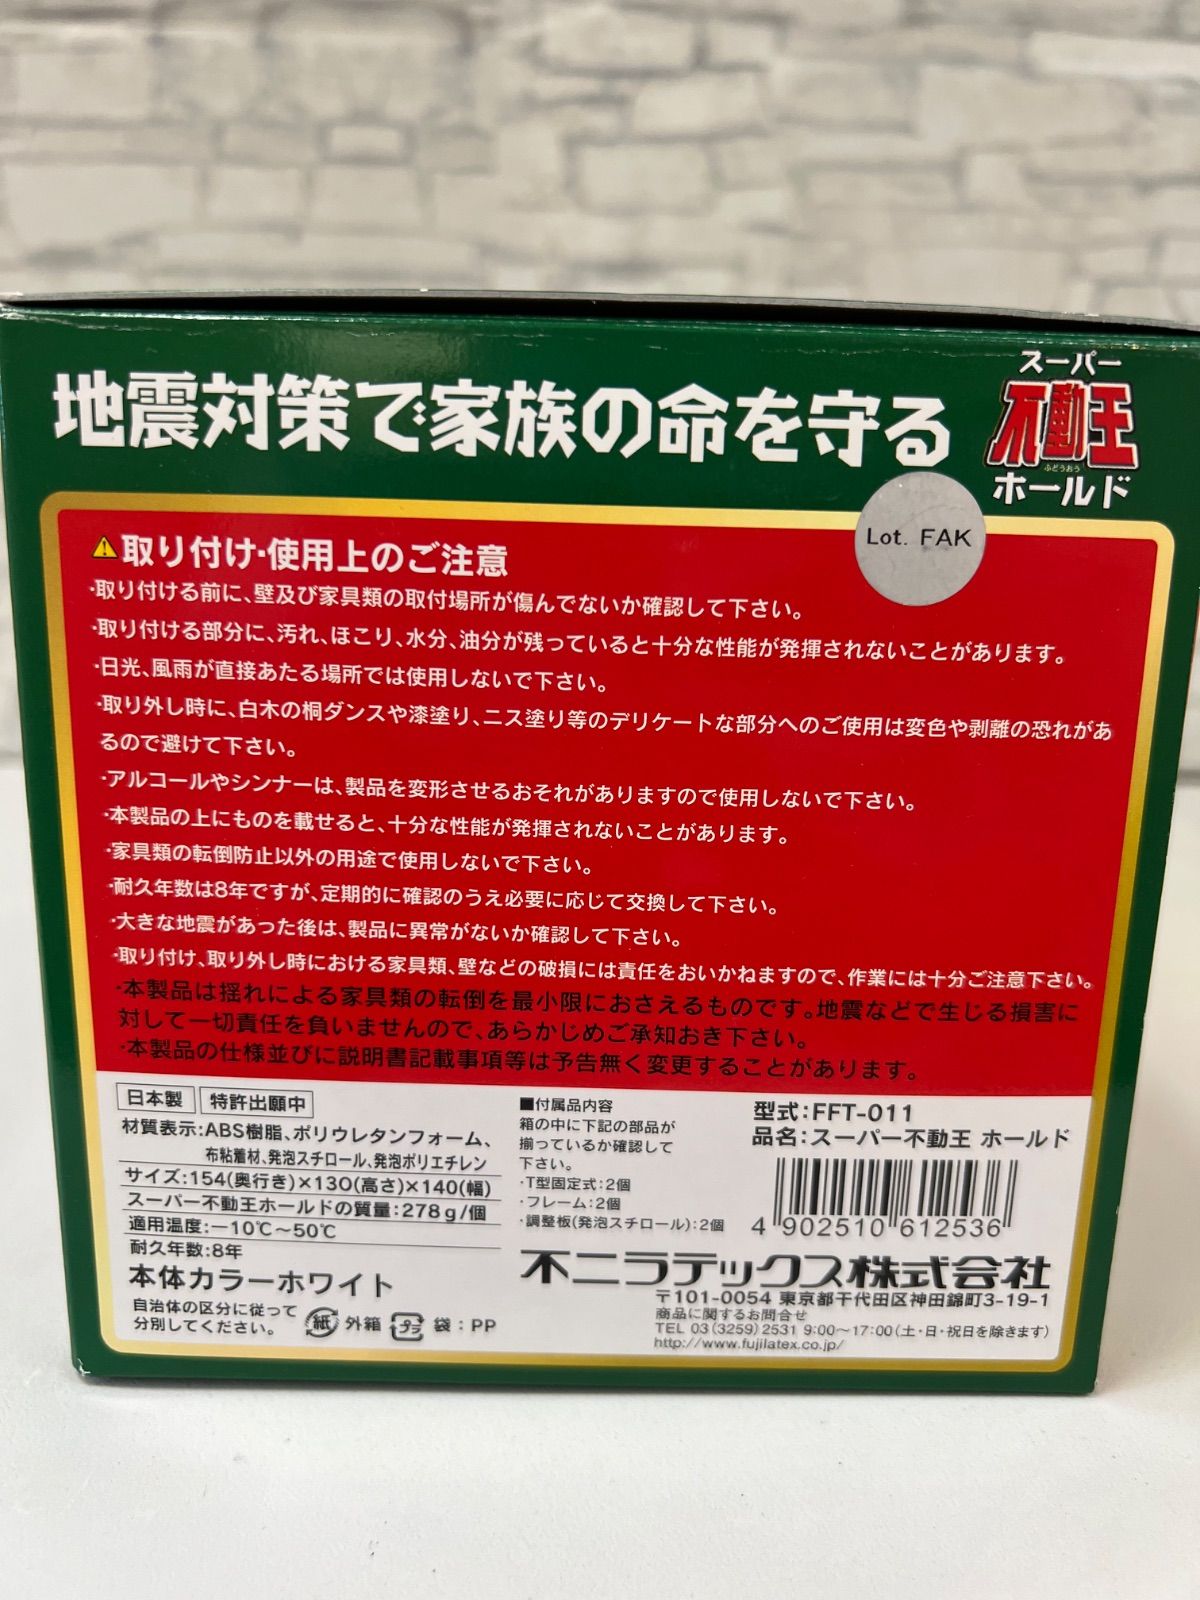 地震対策で家族の命を守る
スーパー
不動王
ふどうおう
ホールド
Lot. FAK
⚠取り付け・使用上のご注意
・取り付ける前に、壁及び家具類の取付場所が傷んでないか確認して下さい。
・取り付ける部分に、汚れ、ほこり、水分、油分が残っていると十分な性能が発揮されないことがあります。
・日光、風雨が直接あたる場所では使用しないで下さい。
・取り外し時に、白木の桐ダンスや漆塗り、ニス塗り等のデリケートな部分へのご使用は変色や剥離の恐れがあ
るので避けて下さい。
・アルコールやシンナーは、製品を変形させるおそれがありますので使用しないで下さい。
・本製品の上にものを載せると、十分な性能が発揮されないことがあります。
・家具類の転倒防止以外の用途で使用しないで下さい。
・耐久年数は8年ですが、定期的に確認のうえ必要に応じて交換して下さい。
・大きな地震があった後は、製品に異常がないか確認して下さい。
・取り付け、取り外し時における家具類、壁などの破損には責任をおいかねますので、作業には十分ご注意下さい。
・本製品は揺れによる家具類の転倒を最小限におさえるものです。地震などで生じる損害に
対して一切責任を負いませんので、あらかじめご承知おき下さい。
・本製品の仕様並びに説明書記載事項等は予告無く変更することがあります。
日本製 特許出願中
材質表示:ABS樹脂、ポリウレタンフォーム、
布粘着材、発泡スチロール、発泡ポリエチレン
サイズ:154(奥行き)×130(高さ)×140(幅)
スーパー不動王ホールドの質量:278g/個
適用温度:－10℃～50℃
耐久年数:8年
本体カラーホワイト
自治体の区分に従って
分別してください。
紙 外箱 プラ 袋:PP
■付属品内容
箱の中に下記の部品が
揃っているか確認して
下さい。
・T型固定式:2個
・フレーム:2個
・調整板(発泡スチロール):2個
型式:FFT-011
品名:スーパー不動王 ホールド
4 902510 612536
不二ラテックス株式会社
〒101-0054 東京都千代田区神田錦町3-19-1
商品に関するお問合せ
TEL 03(3259)2531 9:00～17:00(土・日・祝日を除きます)
http://www.fujilatex.co.jp/